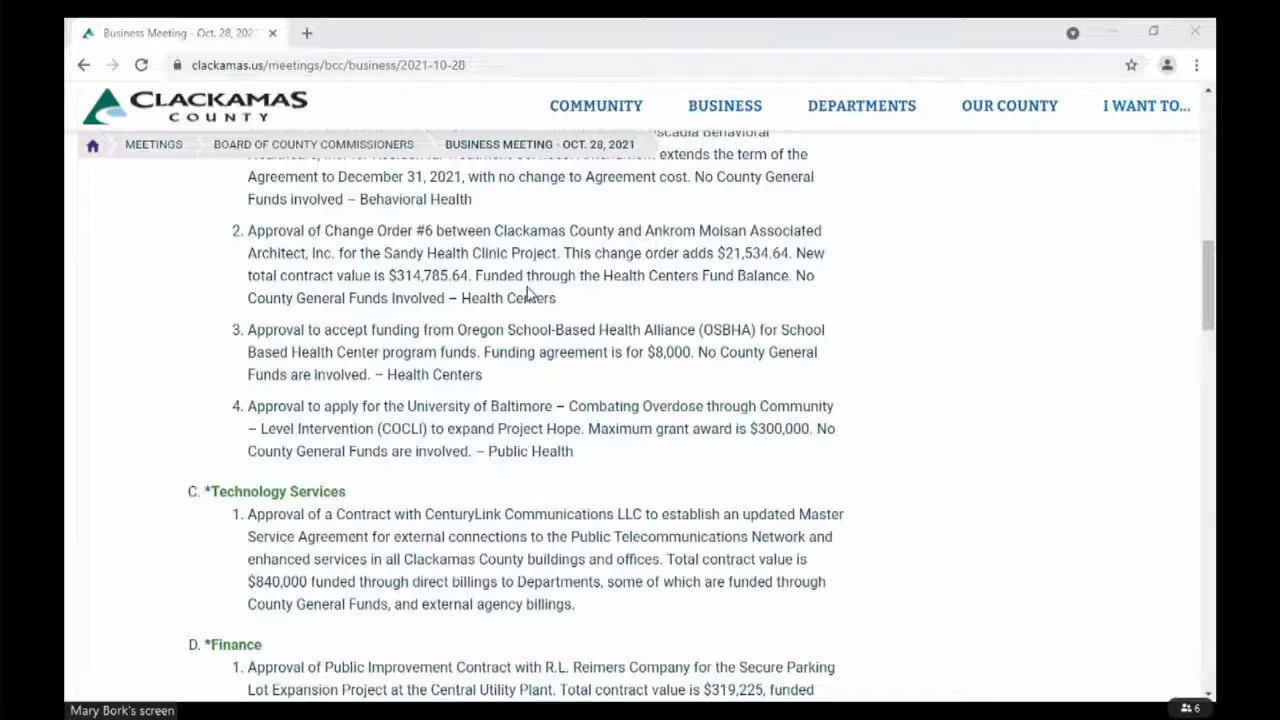 Business Meeting - Oct. 28, 202
clackamas.us/meetings/bcc/business/2021-10-28
CLACKAMAS
COUNTY
COMMUNITY BUSINESS DEPARTMENTS OUR COUNTY I WANT TO...
MEETINGS BOARD OF COUNTY COMMISSIONERS BUSINESS MEETING - OCT. 28, 2021
Behavioral
extends the term of the
Agreement to December 31, 2021, with no change to Agreement cost. No County General
Funds involved – Behavioral Health
2. Approval of Change Order #6 between Clackamas County and Ankrom Moisan Associated
Architect, Inc. for the Sandy Health Clinic Project. This change order adds $21,534.64. New
total contract value is $314,785.64. Funded through the Health Centers Fund Balance. No
County General Funds Involved – Health Centers
3. Approval to accept funding from Oregon School-Based Health Alliance (OSBHA) for School
Based Health Center program funds. Funding agreement is for $8,000. No County General
Funds are involved. – Health Centers
4. Approval to apply for the University of Baltimore – Combating Overdose through Community
– Level Intervention (COCLI) to expand Project Hope. Maximum grant award is $300,000. No
County General Funds are involved. – Public Health
C. *Technology Services
1. Approval of a Contract with CenturyLink Communications LLC to establish an updated Master
Service Agreement for external connections to the Public Telecommunications Network and
enhanced services in all Clackamas County buildings and offices. Total contract value is
$840,000 funded through direct billings to Departments, some of which are funded through
County General Funds, and external agency billings.
D. *Finance
1. Approval of Public Improvement Contract with R.L. Reimers Company for the Secure Parking
Lot Expansion Project at the Central Utility Plant. Total contract value is $319,225, funded
Mary Bork's screen
6